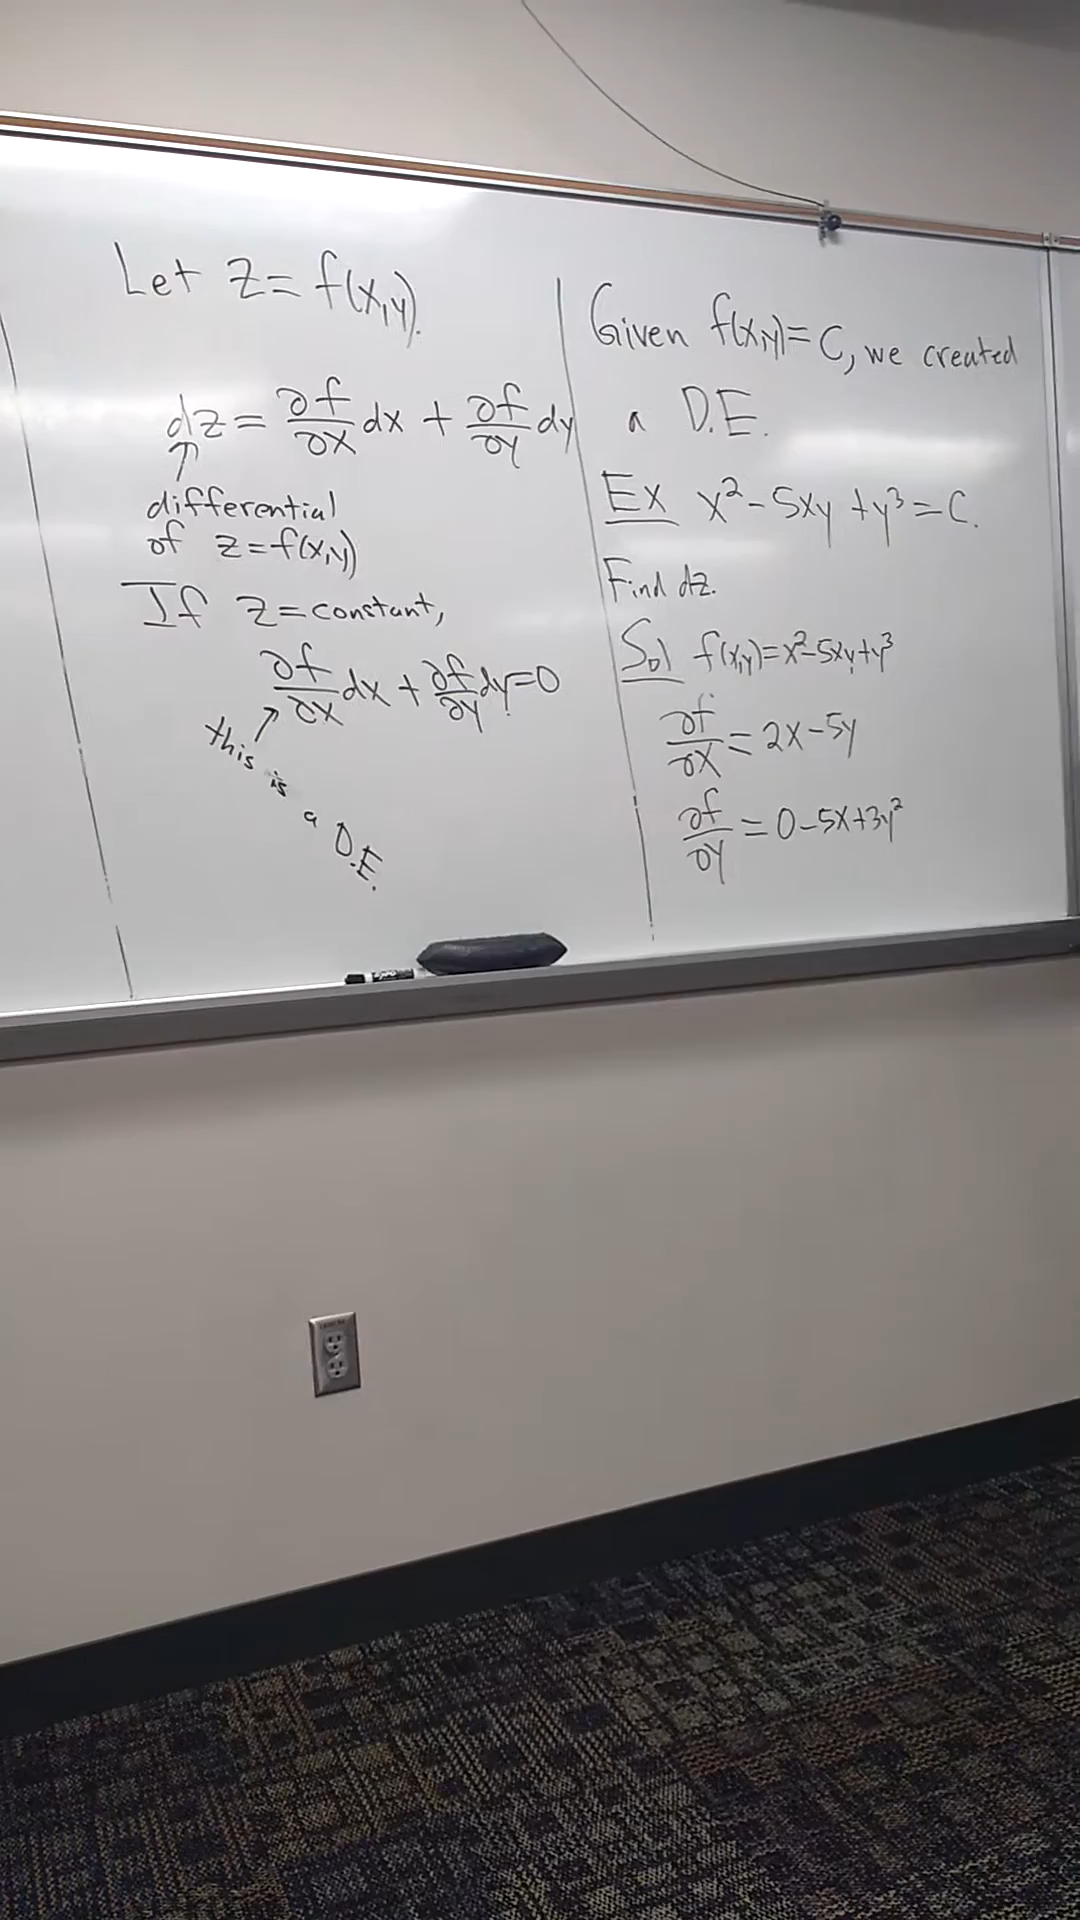 Let z = f(x,y).
dz = ∂f/∂x dx + ∂f/∂y dy
↑
differential
of z = f(x,y)
If z = constant,
∂f/∂x dx + ∂f/∂y dy = 0
this is a D.E.
Given f(x,y) = C, we created
a D.E.
Ex x² - 5xy + y³ = C.
Find dz.
Sol f(x,y) = x² - 5xy + y³
∂f/∂x = 2x - 5y
∂f/∂y = 0 - 5x + 3y²